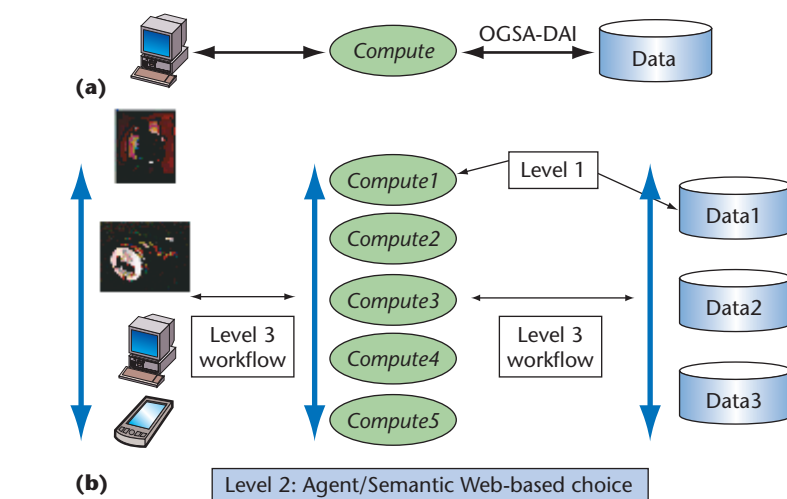 OGSA-DAI
Compute
Data
(a)
Compute1
Level 1
Data1
Compute2
Compute3
Data2
Level 3
workflow
Level 3
workflow
Compute4
Data3
Compute5
(b)
Level 2: Agent/Semantic Web-based choice